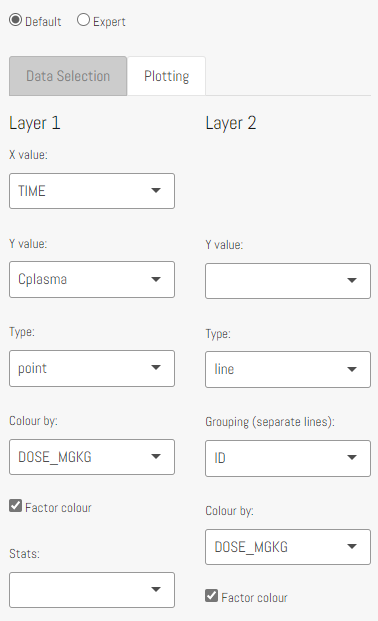 Default Expert
Data Selection Plotting
Layer 1
X value:
TIME
Y value:
Cplasma
Type:
point
Colour by:
DOSE_MGKG
Factor colour
Stats:
Layer 2
Y value:
Type:
line
Grouping (separate lines):
ID
Colour by:
DOSE_MGKG
Factor colour